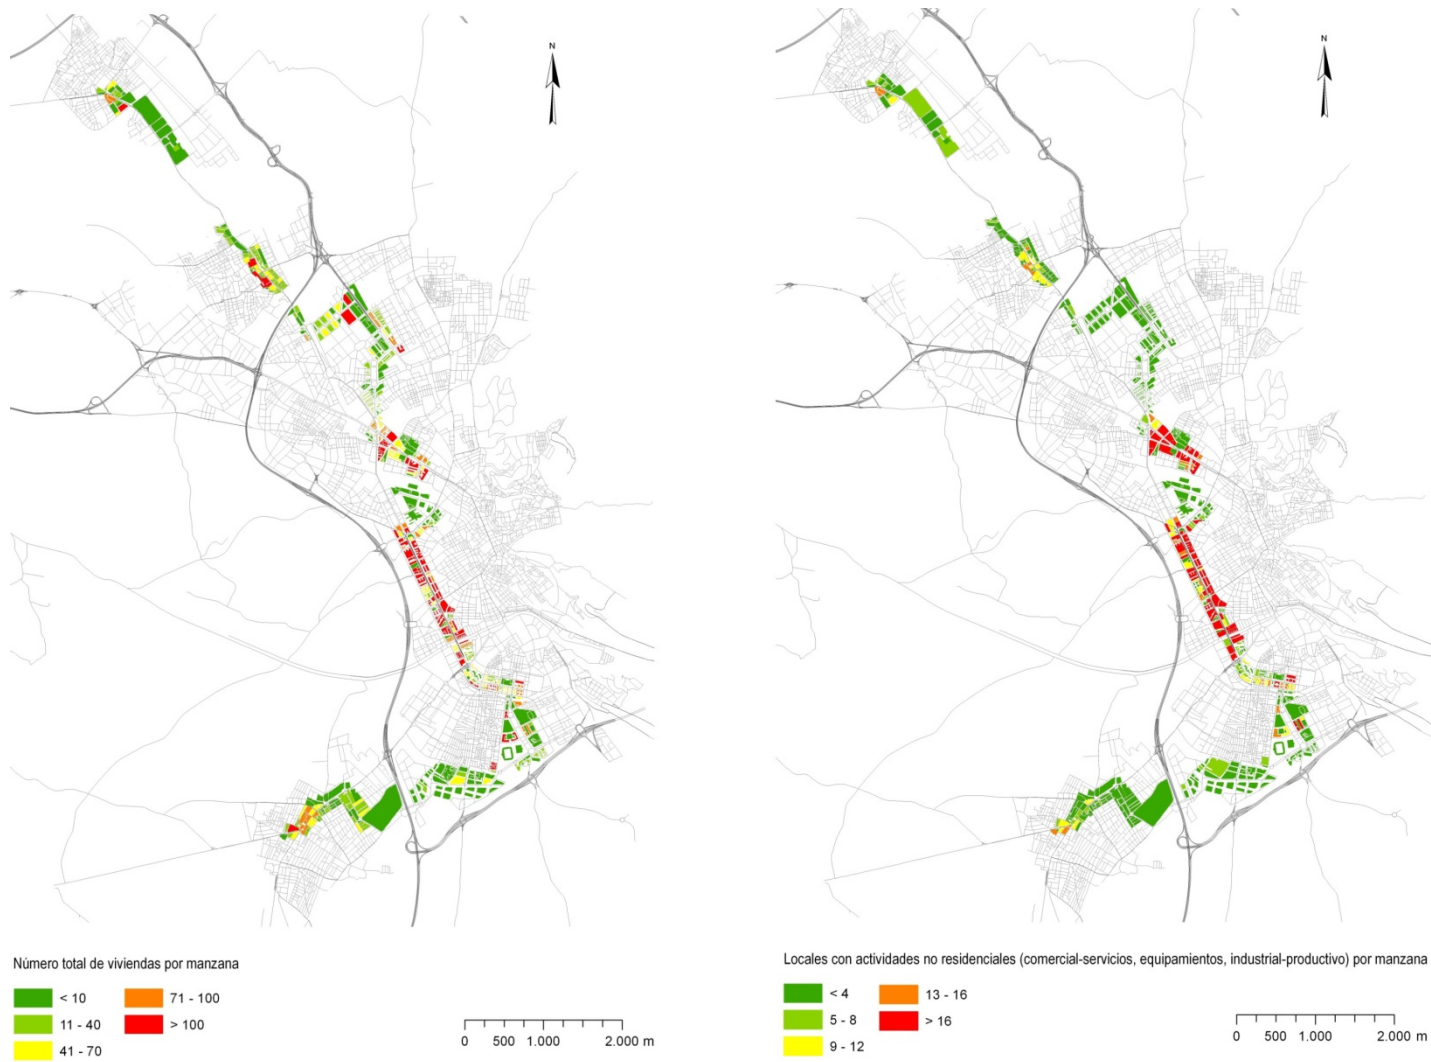 N
N
Número total de viviendas por manzana
< 10
71 - 100
11 - 40
> 100
41 - 70
0 500 1.000 2.000 m
Locales con actividades no residenciales (comercial-servicios, equipamientos, industrial-productivo) por manzana
< 4
13 - 16
5 - 8
> 16
9 - 12
0 500 1.000 2.000 m